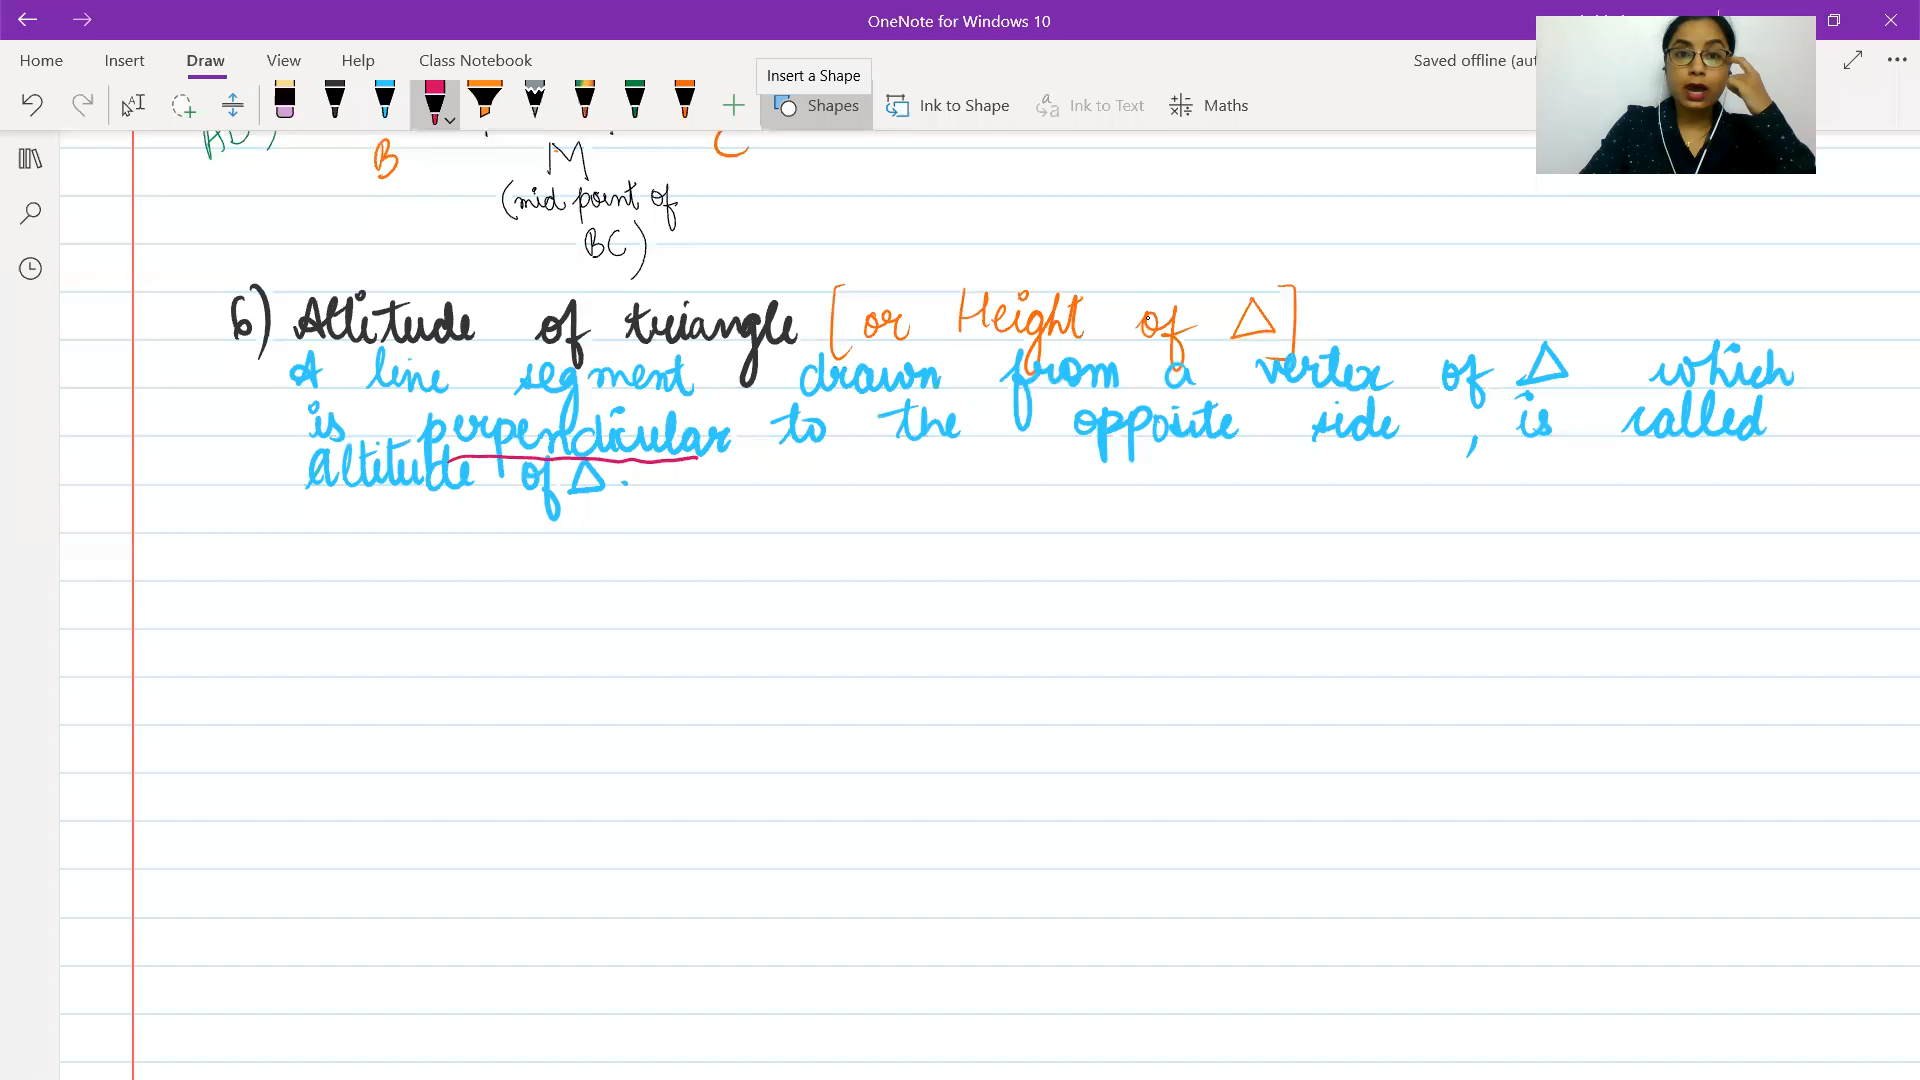 OneNote for Windows 10
Home Insert Draw View Help Class Notebook
Saved offline (aut
Insert a Shape
Shapes Ink to Shape Ink to Text Maths
B M C
(mid point of
BC)
6) Altitude of triangle [or Height of Δ]
A line segment drawn from a vertex of Δ which
is perpendicular to the opposite side, is called
altitude of Δ.